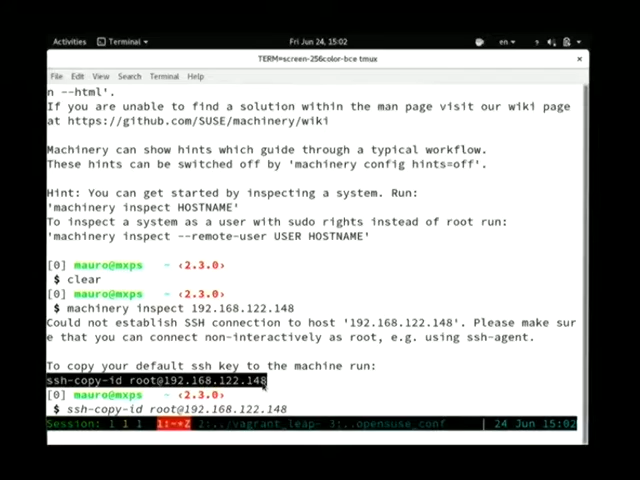 Activities Terminal Fri Jun 24, 15:02 en
TERM=screen-256color-bce tmux
File Edit View Search Terminal Help
n --html'.
If you are unable to find a solution within the man page visit our wiki page
at https://github.com/SUSE/machinery/wiki
Machinery can show hints which guide through a typical workflow.
These hints can be switched off by 'machinery config hints=off'.
Hint: You can get started by inspecting a system. Run:
'machinery inspect HOSTNAME'
To inspect a system as a user with sudo rights instead of root run:
'machinery inspect --remote-user USER HOSTNAME'
[0] mauro@mxps ~ ‹2.3.0›
$ clear
[0] mauro@mxps ~ ‹2.3.0›
$ machinery inspect 192.168.122.148
Could not establish SSH connection to host '192.168.122.148'. Please make sur
e that you can connect non-interactively as root, e.g. using ssh-agent.
To copy your default ssh key to the machine run:
ssh-copy-id root@192.168.122.148
[0] mauro@mxps ~ ‹2.3.0›
$ ssh-copy-id root@192.168.122.148
Session: 1 1 1 1:~*Z 2:../vagrant_leap- 3:..opensuse_conf 24 Jun 15:02